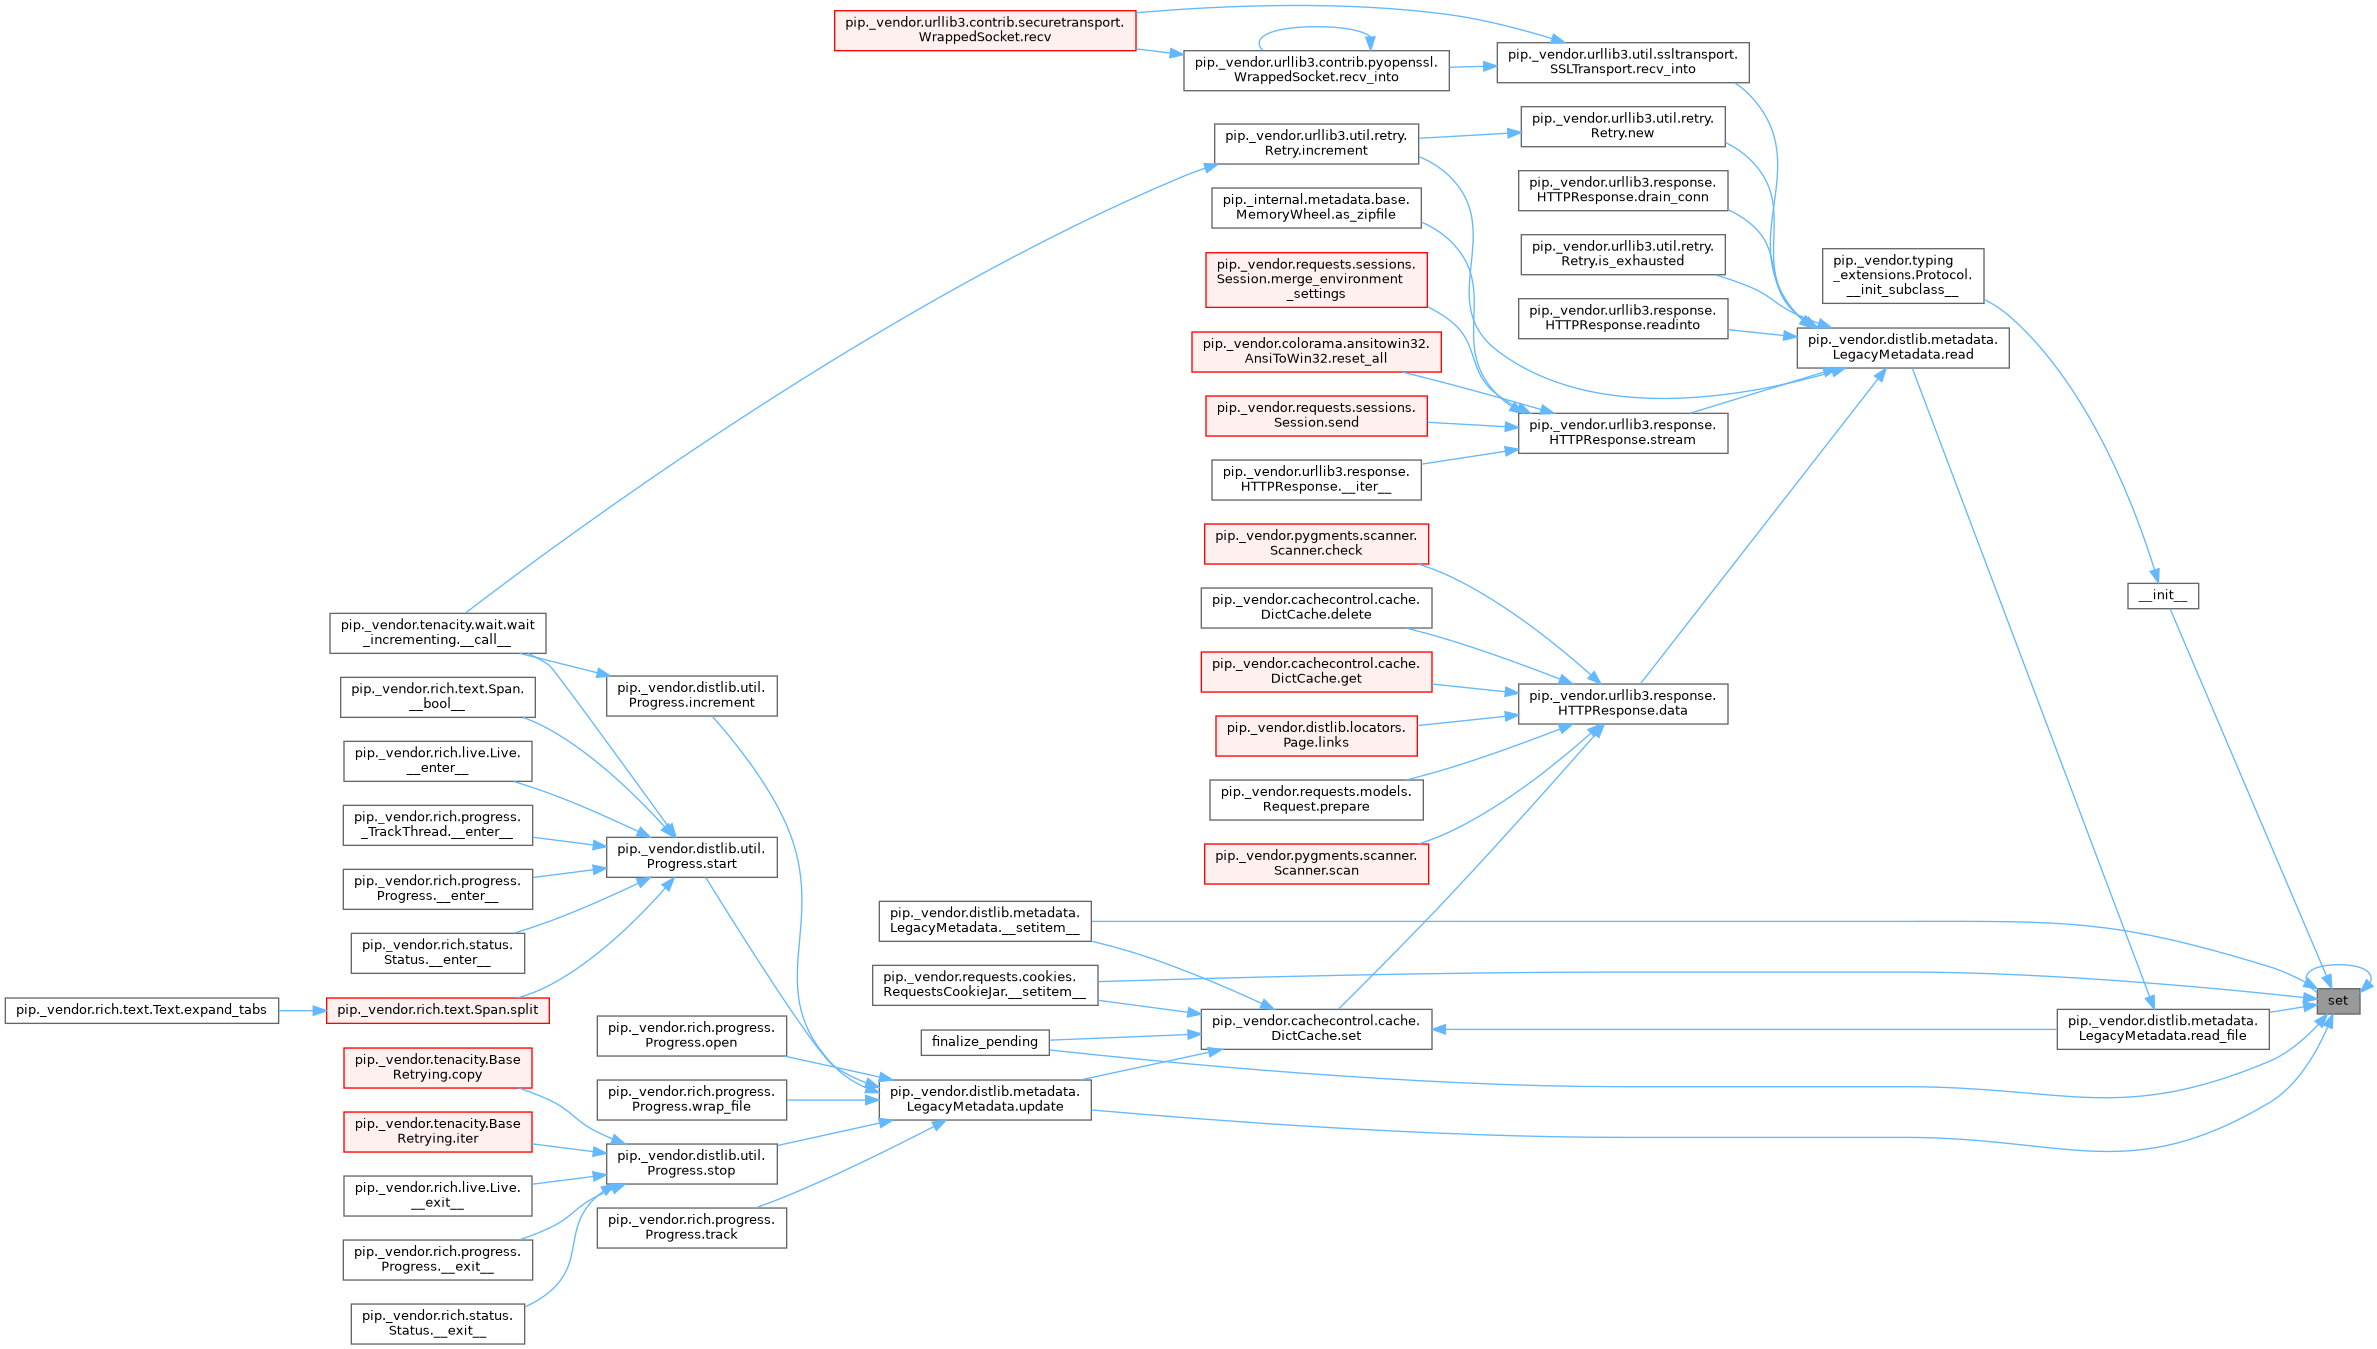 pip._vendor.urllib3.contrib.securetransport.
WrappedSocket.recv
pip._vendor.urllib3.contrib.pyopenssl.
WrappedSocket.recv_into
pip._vendor.urllib3.util.ssltransport.
SSLTransport.recv_into
pip._vendor.urllib3.util.retry.
Retry.increment
pip._vendor.urllib3.util.retry.
Retry.new
pip._internal.metadata.base.
MemoryWheel.as_zipfile
pip._vendor.urllib3.response.
HTTPResponse.drain_conn
pip._vendor.requests.sessions.
Session.merge_environment
_settings
pip._vendor.urllib3.util.retry.
Retry.is_exhausted
pip._vendor.typing
_extensions.Protocol.
__init_subclass__
pip._vendor.urllib3.response.
HTTPResponse.readinto
pip._vendor.colorama.ansitowin32.
AnsiToWin32.reset_all
pip._vendor.distlib.metadata.
LegacyMetadata.read
pip._vendor.requests.sessions.
Session.send
pip._vendor.urllib3.response.
HTTPResponse.stream
pip._vendor.urllib3.response.
HTTPResponse.__iter__
pip._vendor.pygments.scanner.
Scanner.check
pip._vendor.cachecontrol.cache.
DictCache.delete
__init__
pip._vendor.tenacity.wait.wait
_incrementing.__call__
pip._vendor.cachecontrol.cache.
DictCache.get
pip._vendor.rich.text.Span.
__bool__
pip._vendor.distlib.util.
Progress.increment
pip._vendor.urllib3.response.
HTTPResponse.data
pip._vendor.distlib.locators.
Page.links
pip._vendor.rich.live.Live.
__enter__
pip._vendor.requests.models.
Request.prepare
pip._vendor.rich.progress.
_TrackThread.__enter__
pip._vendor.distlib.util.
Progress.start
pip._vendor.pygments.scanner.
Scanner.scan
pip._vendor.rich.progress.
Progress.__enter__
pip._vendor.distlib.metadata.
LegacyMetadata.__setitem__
pip._vendor.rich.status.
Status.__enter__
pip._vendor.requests.cookies.
RequestsCookieJar.__setitem__
set
pip._vendor.rich.text.Text.expand_tabs
pip._vendor.rich.text.Span.split
pip._vendor.rich.progress.
Progress.open
finalize_pending
pip._vendor.cachecontrol.cache.
DictCache.set
pip._vendor.distlib.metadata.
LegacyMetadata.read_file
pip._vendor.tenacity.Base
Retrying.copy
pip._vendor.rich.progress.
Progress.wrap_file
pip._vendor.distlib.metadata.
LegacyMetadata.update
pip._vendor.tenacity.Base
Retrying.iter
pip._vendor.distlib.util.
Progress.stop
pip._vendor.rich.live.Live.
__exit__
pip._vendor.rich.progress.
Progress.track
pip._vendor.rich.progress.
Progress.__exit__
pip._vendor.rich.status.
Status.__exit__